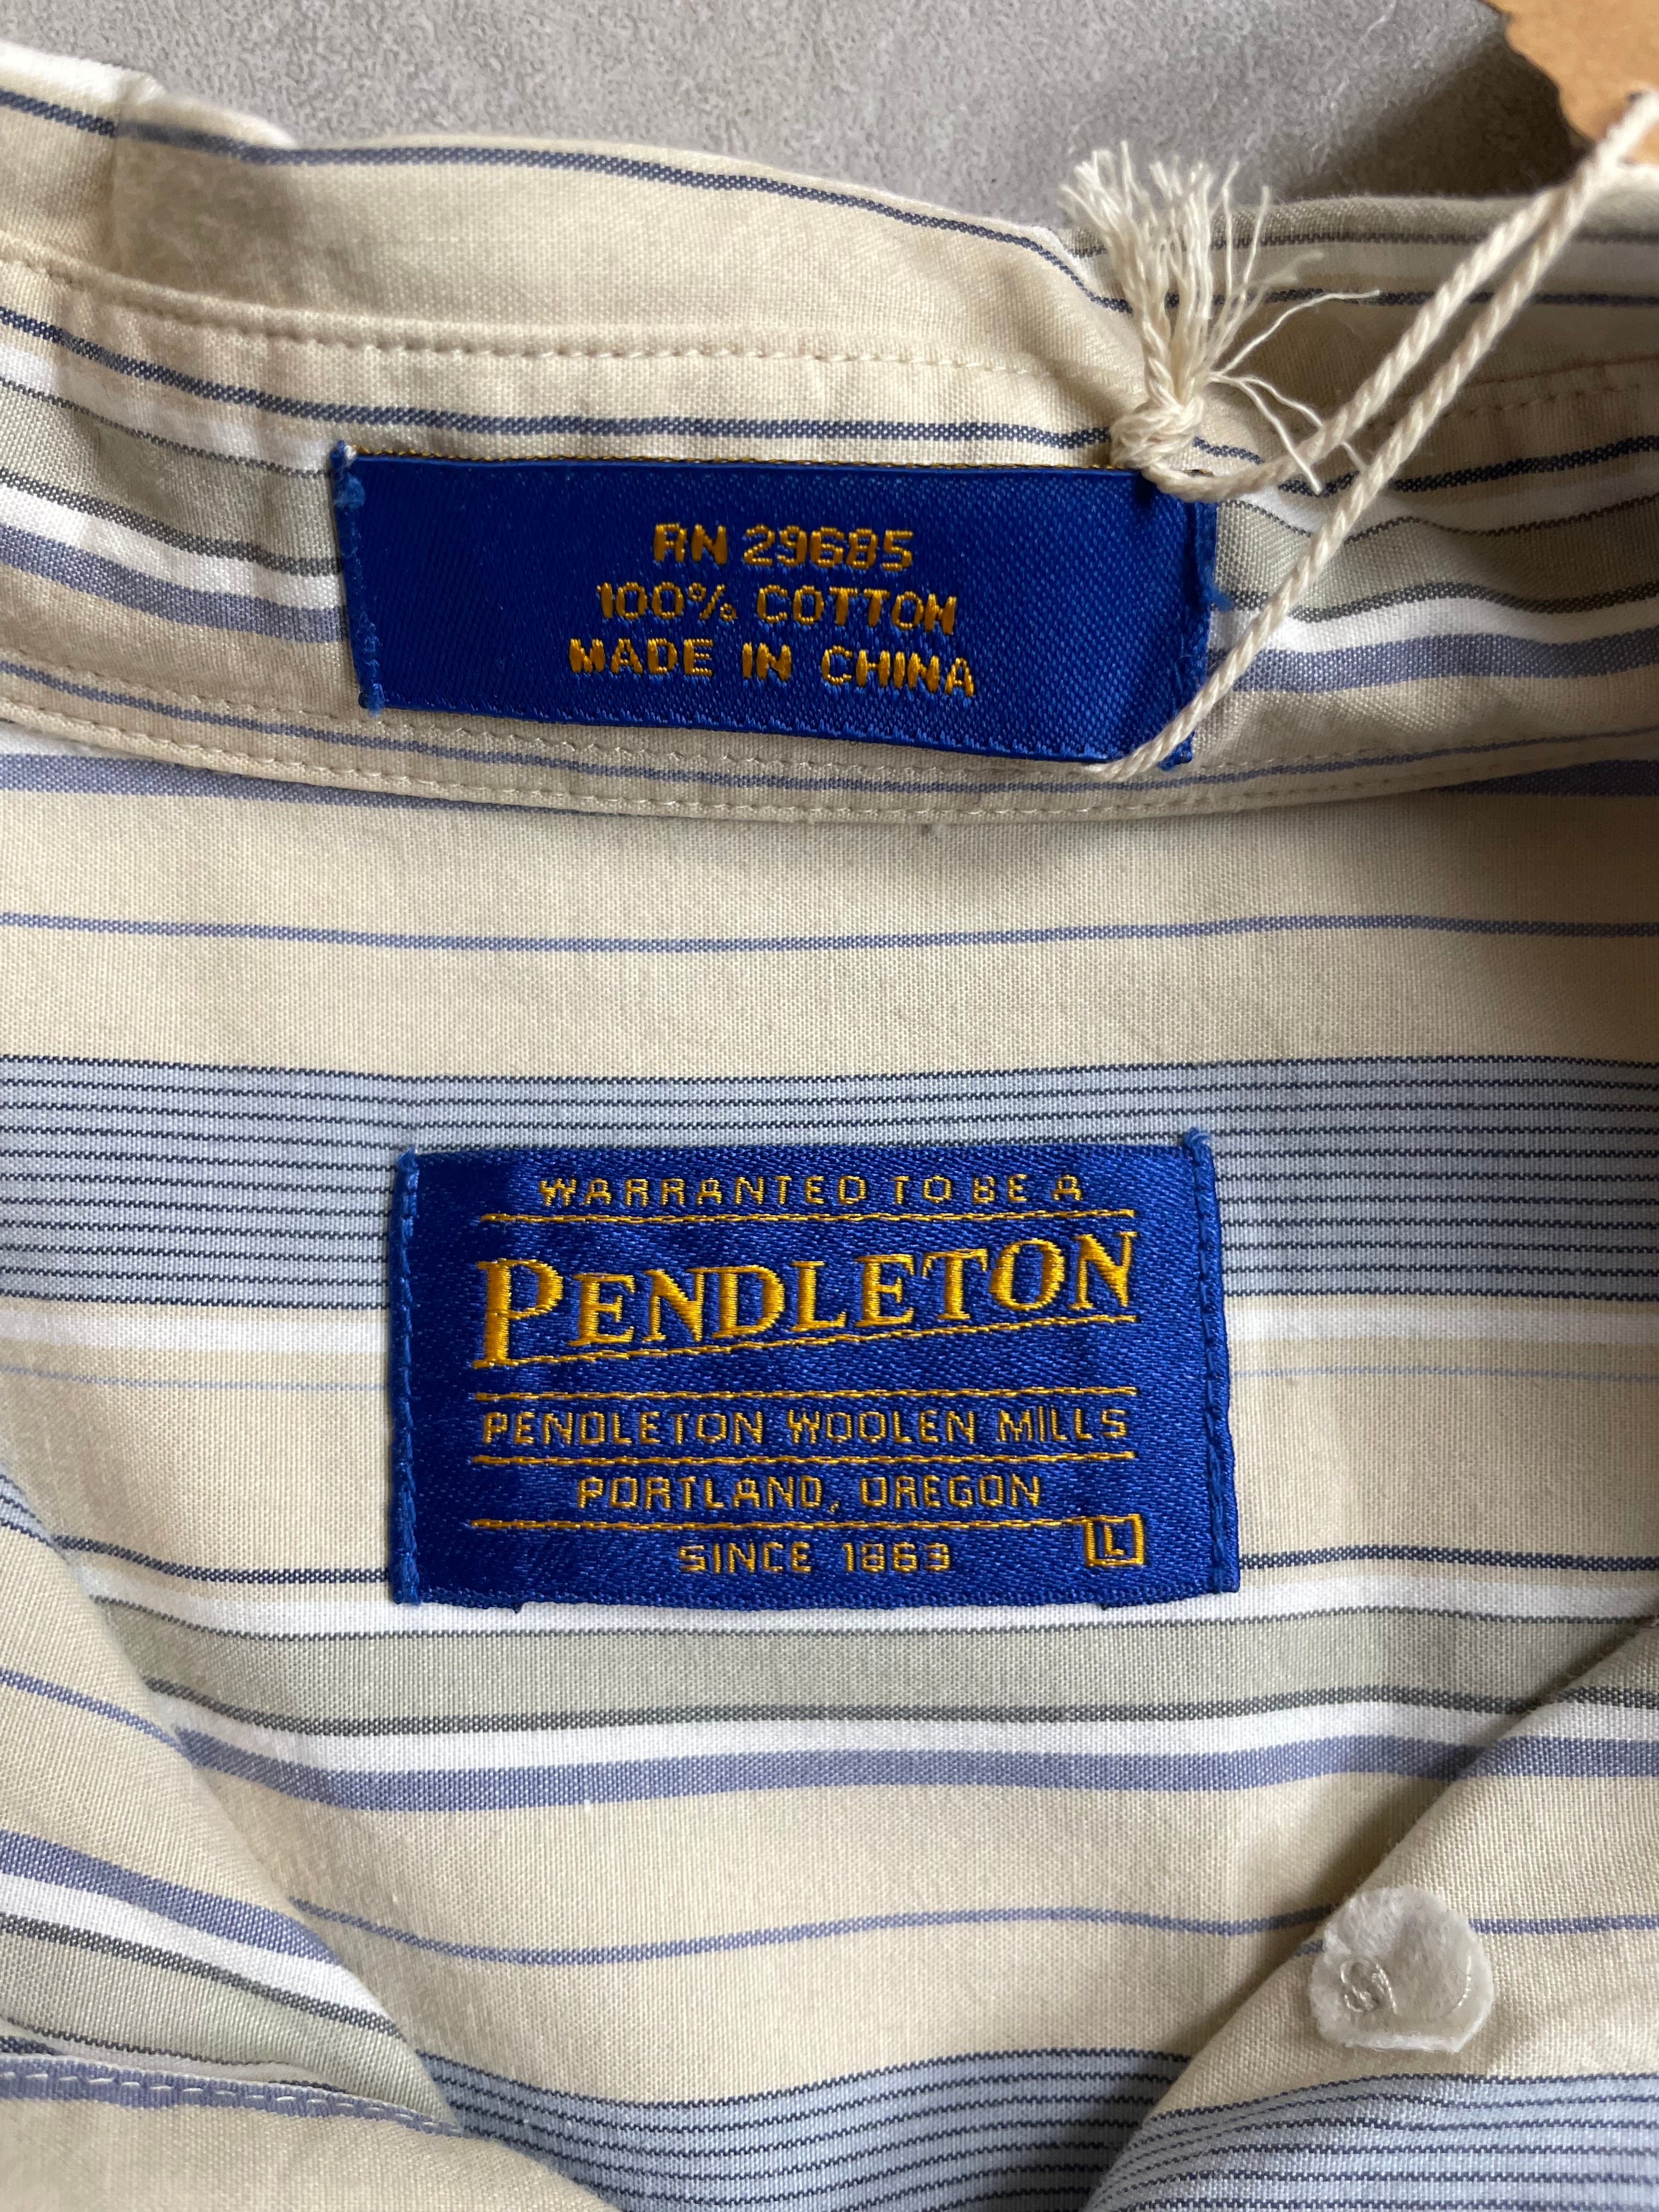 RN 29685
100% COTTON
MADE IN CHINA
WARRANTED TO BE A
PENDLETON
PENDLETON WOOLEN MILLS
PORTLAND, OREGON
SINCE 1863
L